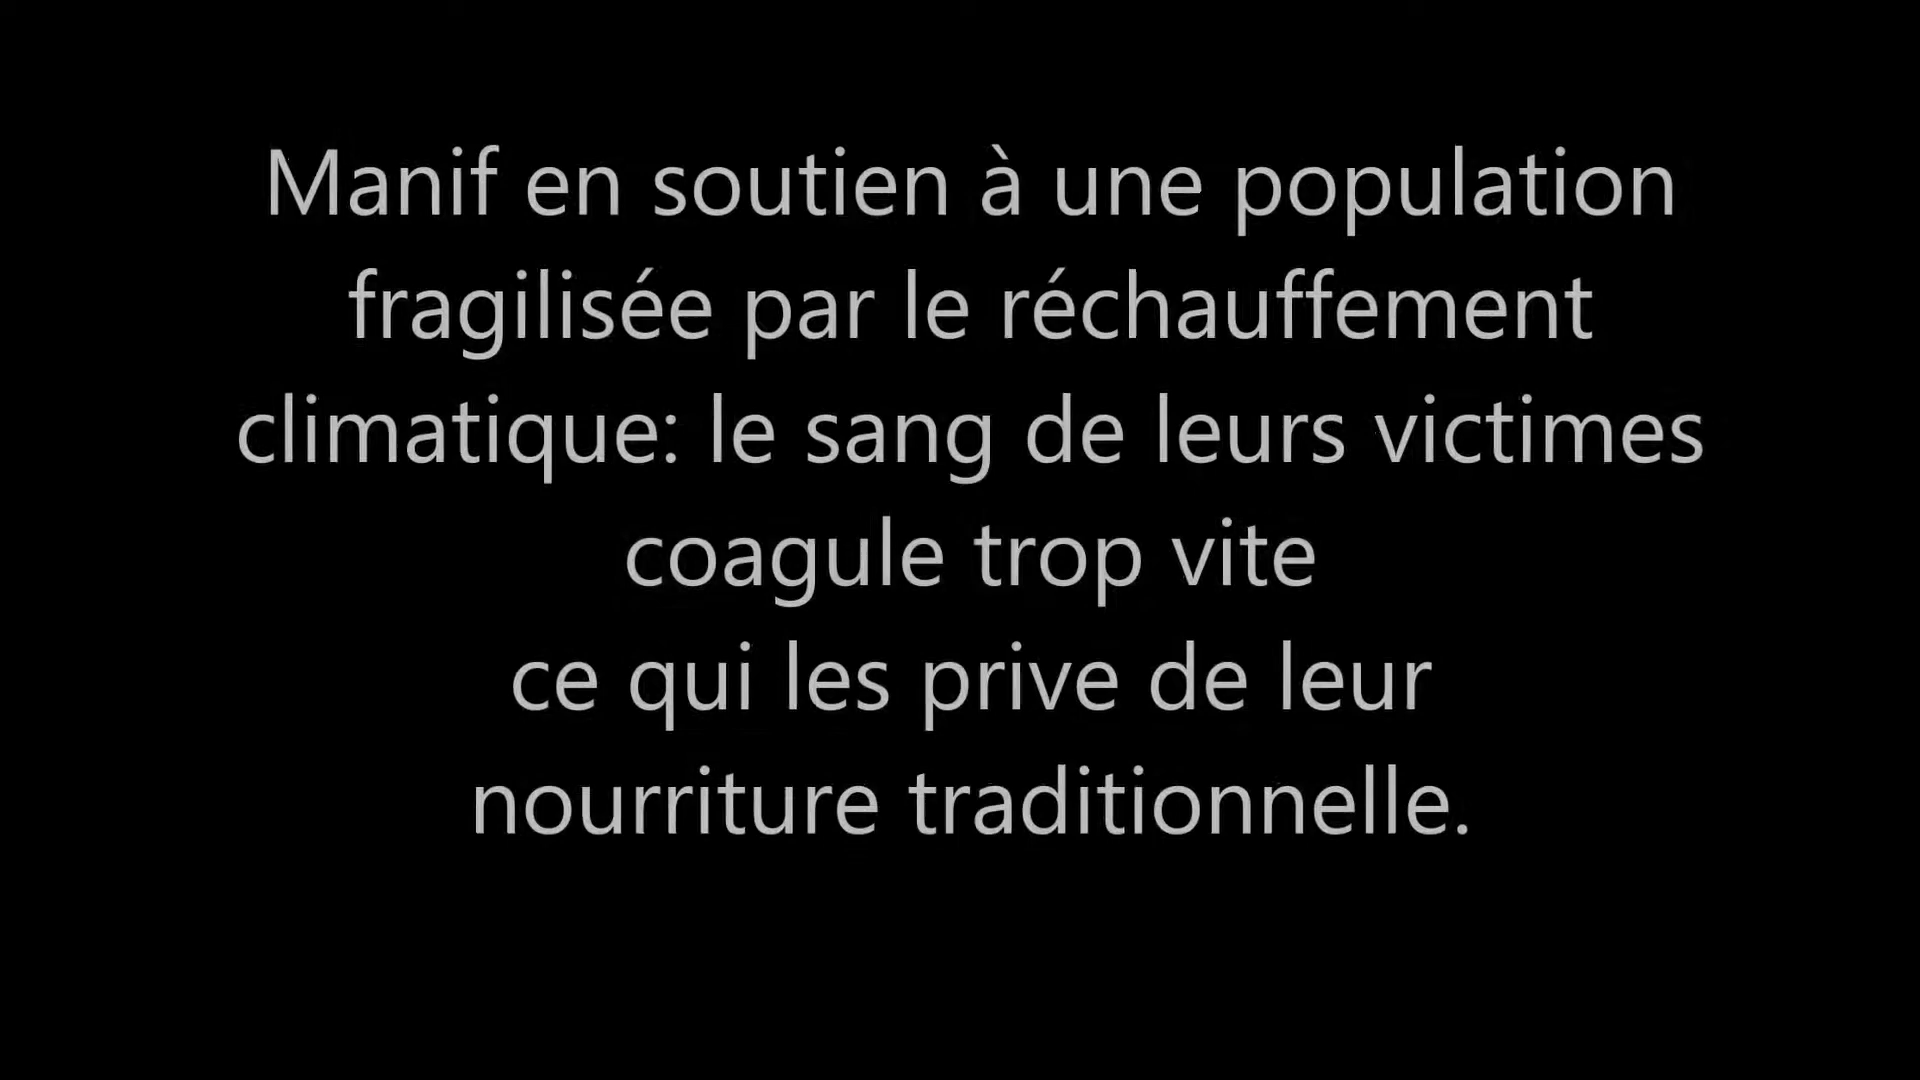 Manif en soutien à une population
fragilisée par le réchauffement
climatique: le sang de leurs victimes
coagule trop vite
ce qui les prive de leur
nourriture traditionnelle.